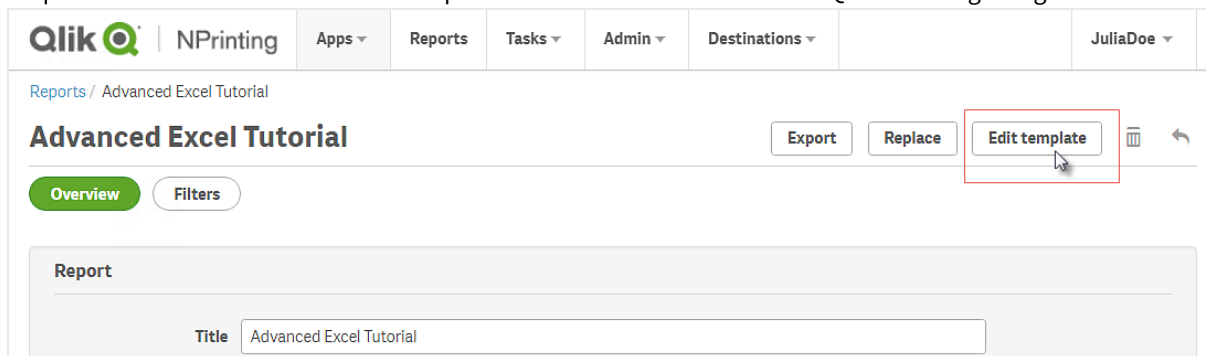 Qlik NPrinting Apps Reports Tasks Admin Destinations JuliaDoe
Reports / Advanced Excel Tutorial
Advanced Excel Tutorial Export Replace Edit template
Overview Filters
Report
Title Advanced Excel Tutorial